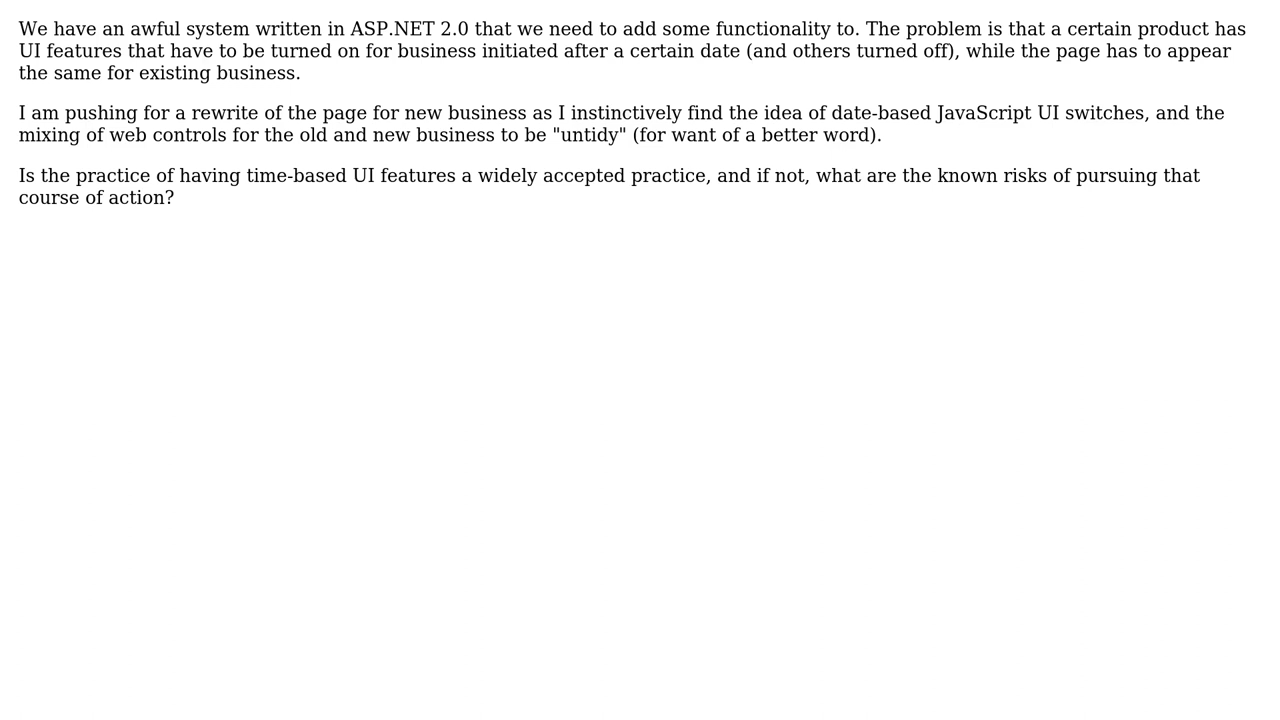 We have an awful system written in ASP.NET 2.0 that we need to add some functionality to. The problem is that a certain product has
UI features that have to be turned on for business initiated after a certain date (and others turned off), while the page has to appear
the same for existing business.
I am pushing for a rewrite of the page for new business as I instinctively find the idea of date-based JavaScript UI switches, and the
mixing of web controls for the old and new business to be "untidy" (for want of a better word).
Is the practice of having time-based UI features a widely accepted practice, and if not, what are the known risks of pursuing that
course of action?